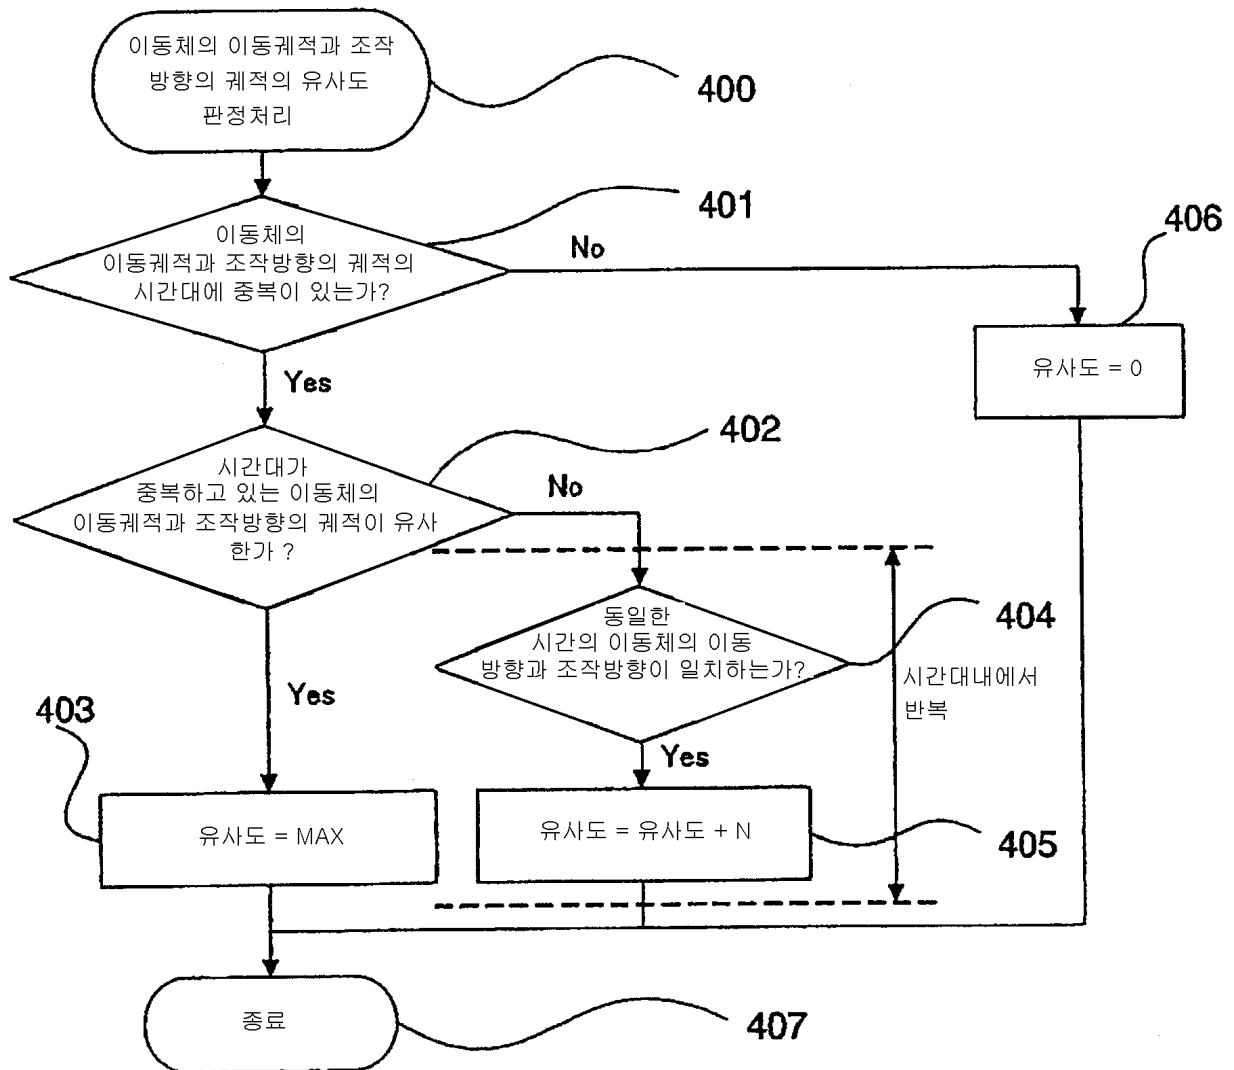 이동체의 이동궤적과 조작
방향의 궤적의 유사도
판정처리
400
이동체의
이동궤적과 조작방향의 궤적의
시간대에 중복이 있는가?
401
No
406
유사도 = 0
Yes
시간대가
중복하고 있는 이동체의
이동궤적과 조작방향의 궤적이 유사
한가 ?
402
No
동일한
시간의 이동체의 이동
방향과 조작방향이 일치하는가?
404
시간대내에서
반복
Yes
403
유사도 = MAX
Yes
유사도 = 유사도 + N
405
종료
407